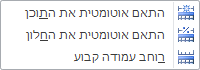 התאם אוטומטית את התוכן
התאם אוטומטית את החלון
רוחב עמודה קבוע